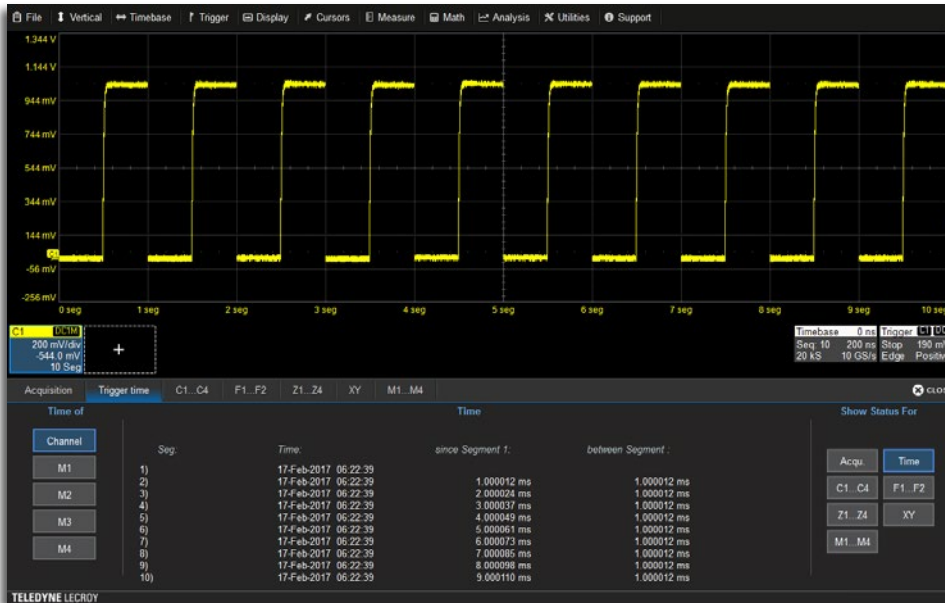 File Vertical Timebase Trigger Display Cursors Measure Math Analysis Utilities Support
1.344 V
1.144 V
944 mV
744 mV
544 mV
344 mV
144 mV
C1
-56 mV
-256 mV
0 seg 1 seg 2 seg 3 seg 4 seg 5 seg 6 seg 7 seg 8 seg 9 seg 10 seg
C1 DC1M
200 mV/div
-544.0 mV
10 Seg
+
Timebase 0 ns
Seq: 10 200 ns
20 kS 10 GS/s
Trigger C1 DC
Stop 190 mV
Edge Positiv
Acquisition Trigger time C1...C4 F1...F2 Z1...Z4 XY M1...M4 CLOS
Time of
Channel
M1
M2
M3
M4
Time
Seg: Time: since Segment 1: between Segment :
1) 17-Feb-2017 06:22:39
2) 17-Feb-2017 06:22:39 1.000012 ms 1.000012 ms
3) 17-Feb-2017 06:22:39 2.000024 ms 1.000012 ms
4) 17-Feb-2017 06:22:39 3.000037 ms 1.000012 ms
5) 17-Feb-2017 06:22:39 4.000049 ms 1.000012 ms
6) 17-Feb-2017 06:22:39 5.000061 ms 1.000012 ms
7) 17-Feb-2017 06:22:39 6.000073 ms 1.000012 ms
8) 17-Feb-2017 06:22:39 7.000085 ms 1.000012 ms
9) 17-Feb-2017 06:22:39 8.000098 ms 1.000012 ms
10) 17-Feb-2017 06:22:39 9.000110 ms 1.000012 ms
Show Status For
Acqu. Time
C1...C4 F1...F2
Z1...Z4 XY
M1...M4
TELEDYNE LECROY